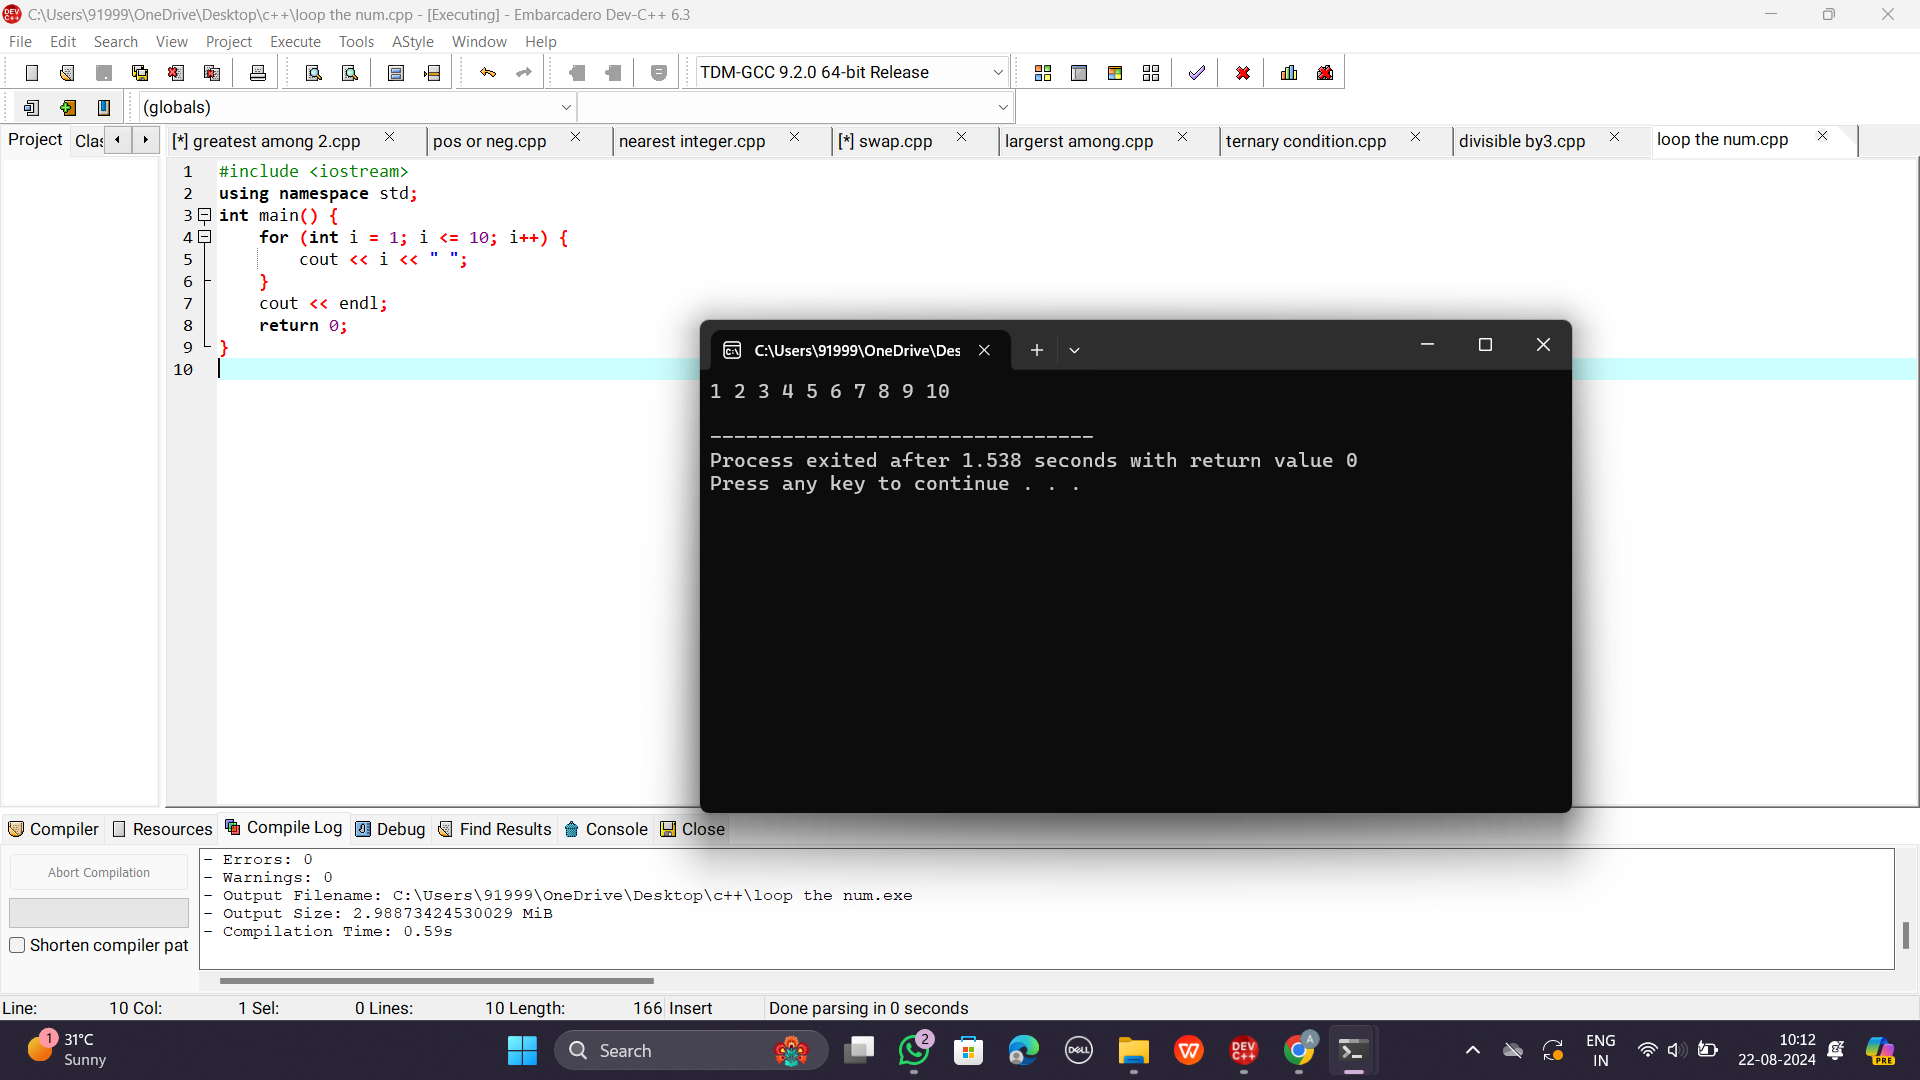 C:\Users\91999\OneDrive\Desktop\c++\loop the num.cpp - [Executing] - Embarcadero Dev-C++ 6.3
File Edit Search View Project Execute Tools AStyle Window Help
TDM-GCC 9.2.0 64-bit Release
(globals)
Project Clas [*] greatest among 2.cpp pos or neg.cpp nearest integer.cpp [*] swap.cpp largerst among.cpp ternary condition.cpp divisible by3.cpp loop the num.cpp
1 #include <iostream>
2 using namespace std;
3 int main() {
4 for (int i = 1; i <= 10; i++) {
5 cout << i << " ";
6 }
7 cout << endl;
8 return 0;
9 }
10
C:\Users\91999\OneDrive\Des
1 2 3 4 5 6 7 8 9 10
--------------------------------
Process exited after 1.538 seconds with return value 0
Press any key to continue . . .
Compiler Resources Compile Log Debug Find Results Console Close
Abort Compilation
Shorten compiler pat
- Errors: 0
- Warnings: 0
- Output Filename: C:\Users\91999\OneDrive\Desktop\c++\loop the num.exe
- Output Size: 2.98873424530029 MiB
- Compilation Time: 0.59s
Line: 10 Col: 1 Sel: 0 Lines: 10 Length: 166 Insert Done parsing in 0 seconds
1 31°C
Sunny
Search
2
DELL
W
DEV C++
A
ENG
IN
10:12
22-08-2024
PRE